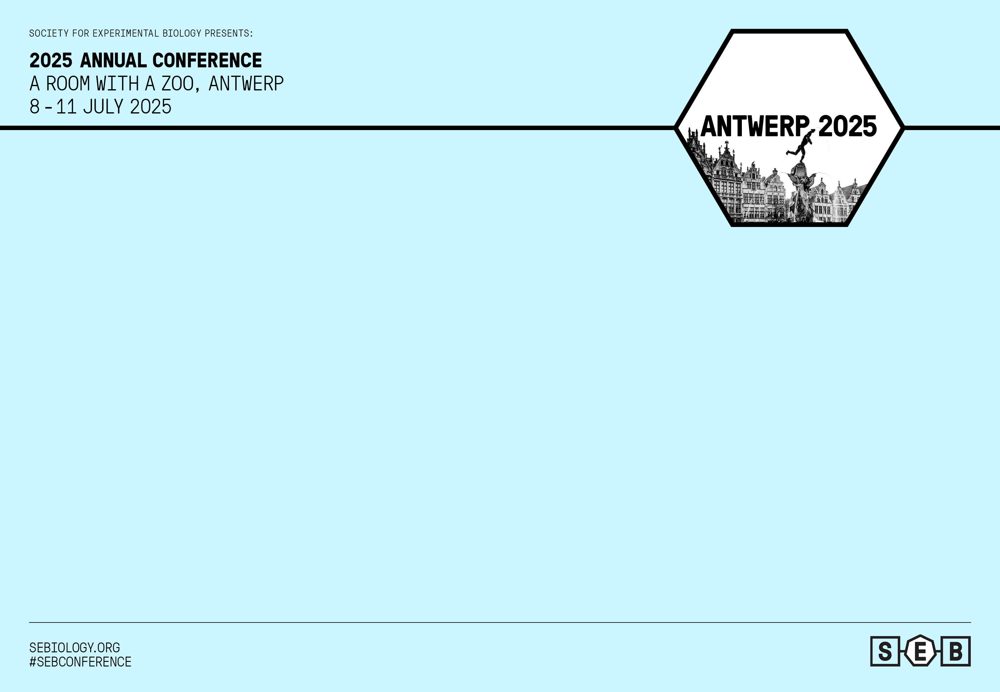 SOCIETY FOR EXPERIMENTAL BIOLOGY PRESENTS:
2025 ANNUAL CONFERENCE
A ROOM WITH A ZOO, ANTWERP
8 - 11 JULY 2025
ANTWERP 2025
SEBIOLOGY.ORG
#SEBCONFERENCE
S E B